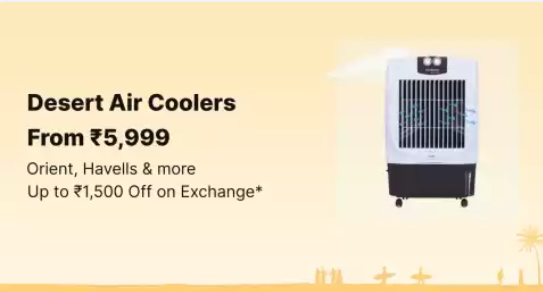 Desert Air Coolers
From ₹5,999
Orient, Havells & more
Up to ₹1,500 Off on Exchange*